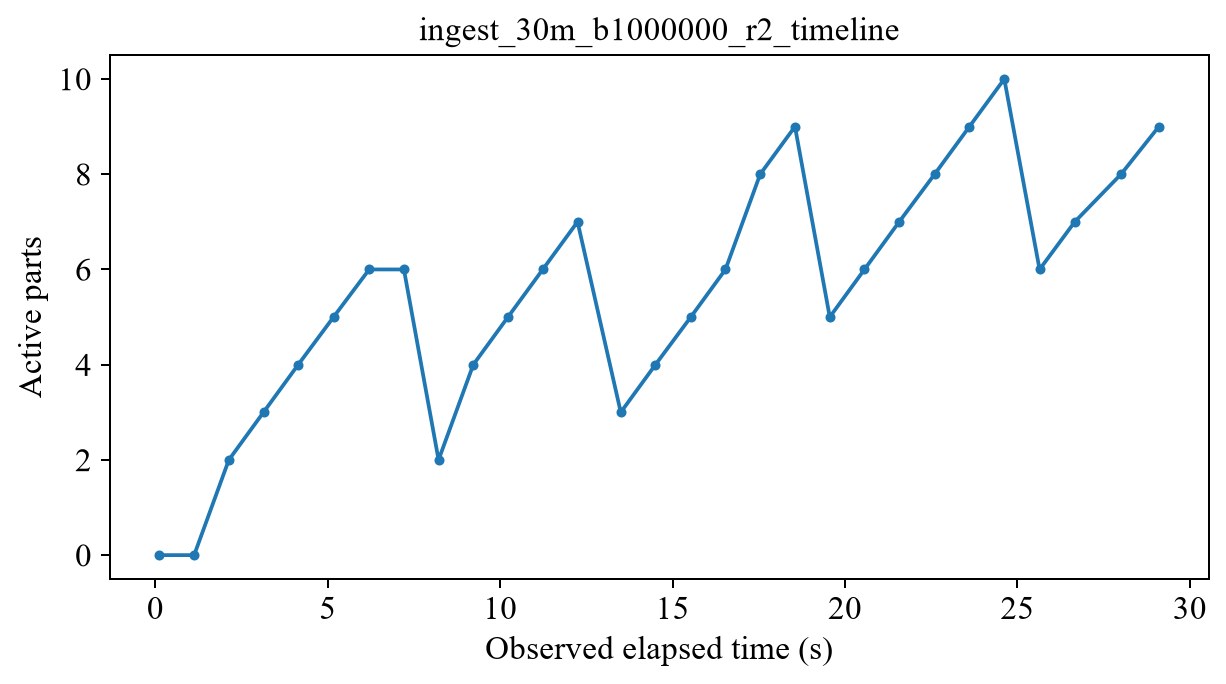 ingest_30m_b1000000_r2_timeline
10
8
6
4
2
0
Active parts
0 5 10 15 20 25 30
Observed elapsed time (s)